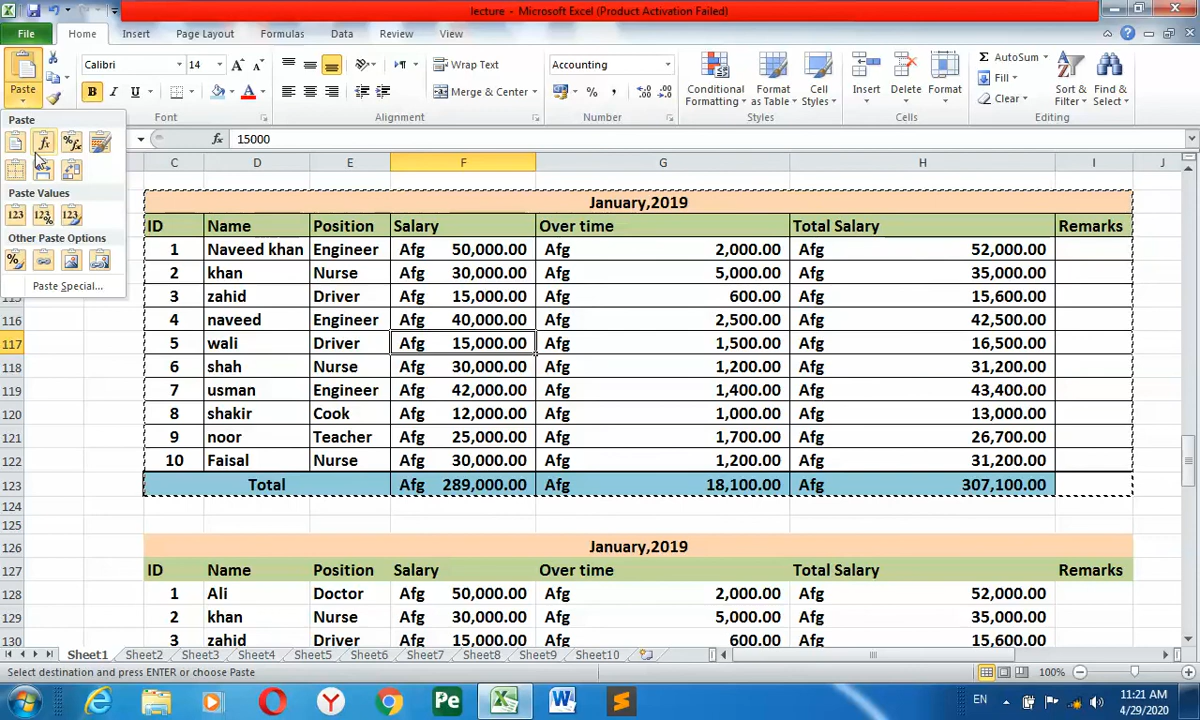 lecture - Microsoft Excel (Product Activation Failed)
File Home Insert Page Layout Formulas Data Review View
Calibri 14 Wrap Text Accounting AutoSum
Fill
Paste B I U Merge & Center % , Conditional Formatting Format as Table Cell Styles Insert Delete Format Clear Sort & Filter Find & Select
Font Alignment Number Styles Cells Editing
Paste
Paste Values
123 123 123
Other Paste Options
Paste Special...
fx 15000
C D E F G H I J
January,2019
ID Name Position Salary Over time Total Salary Remarks
1 Naveed khan Engineer Afg 50,000.00 Afg 2,000.00 Afg 52,000.00
2 khan Nurse Afg 30,000.00 Afg 5,000.00 Afg 35,000.00
3 zahid Driver Afg 15,000.00 Afg 600.00 Afg 15,600.00
116 4 naveed Engineer Afg 40,000.00 Afg 2,500.00 Afg 42,500.00
117 5 wali Driver Afg 15,000.00 Afg 1,500.00 Afg 16,500.00
118 6 shah Nurse Afg 30,000.00 Afg 1,200.00 Afg 31,200.00
119 7 usman Engineer Afg 42,000.00 Afg 1,400.00 Afg 43,400.00
120 8 shakir Cook Afg 12,000.00 Afg 1,000.00 Afg 13,000.00
121 9 noor Teacher Afg 25,000.00 Afg 1,700.00 Afg 26,700.00
122 10 Faisal Nurse Afg 30,000.00 Afg 1,200.00 Afg 31,200.00
123 Total Afg 289,000.00 Afg 18,100.00 Afg 307,100.00
124
125
126 January,2019
127 ID Name Position Salary Over time Total Salary Remarks
128 1 Ali Doctor Afg 50,000.00 Afg 2,000.00 Afg 52,000.00
129 2 khan Nurse Afg 30,000.00 Afg 5,000.00 Afg 35,000.00
130 3 zahid Driver Afg 15,000.00 Afg 600.00 Afg 15,600.00
Sheet1 Sheet2 Sheet3 Sheet4 Sheet5 Sheet6 Sheet7 Sheet8 Sheet9 Sheet10
Select destination and press ENTER or choose Paste 100%
Pe EN 11:21 AM
4/29/2020